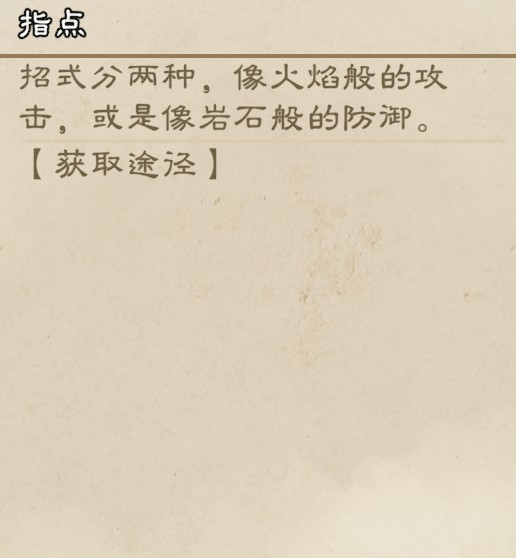 指点
招式分两种，像火焰般的攻
击，或是像岩石般的防御。
【获取途径】